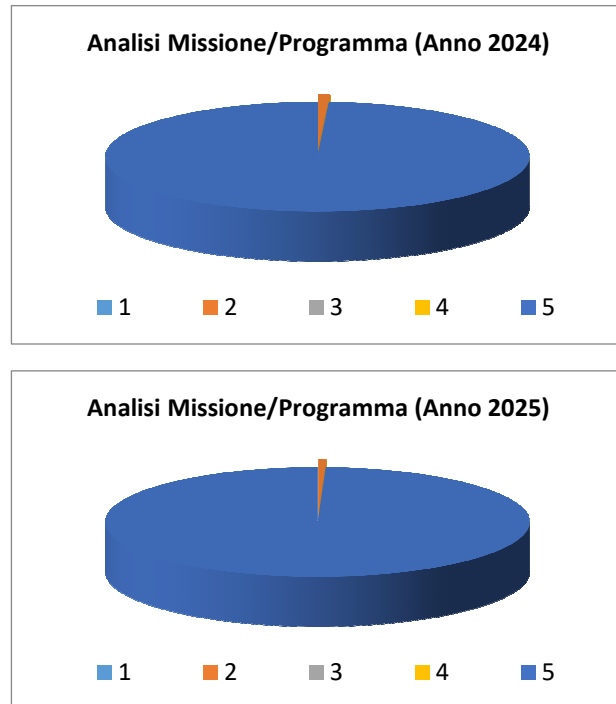 Analisi Missione/Programma (Anno 2024)
1 2 3 4 5
Analisi Missione/Programma (Anno 2025)
1 2 3 4 5